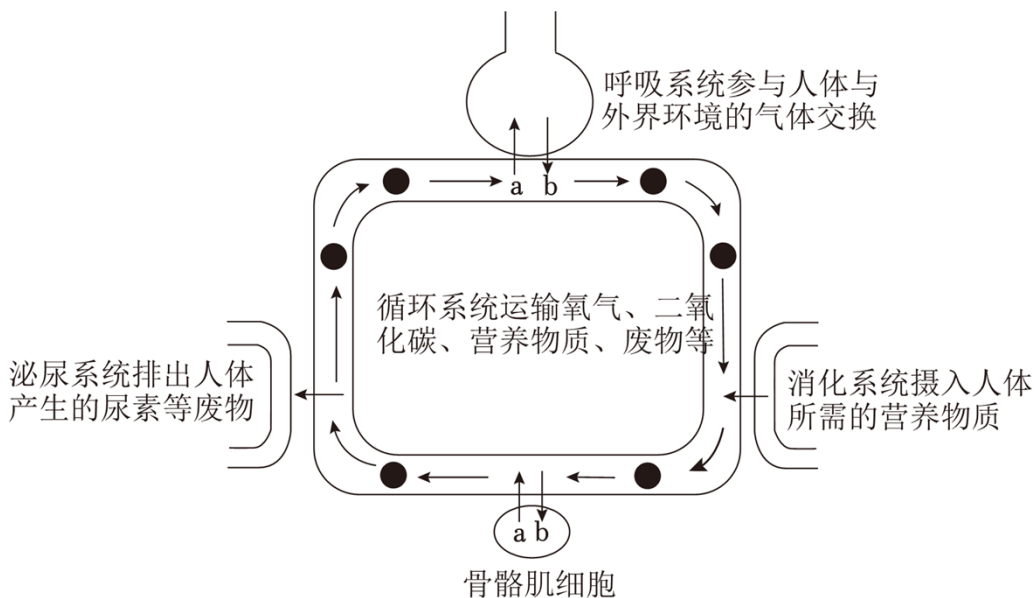 呼吸系统参与人体与
外界环境的气体交换
a b
循环系统运输氧气、二氧
化碳、营养物质、废物等
泌尿系统排出人体
产生的尿素等废物
消化系统摄入人体
所需的营养物质
a b
骨骼肌细胞